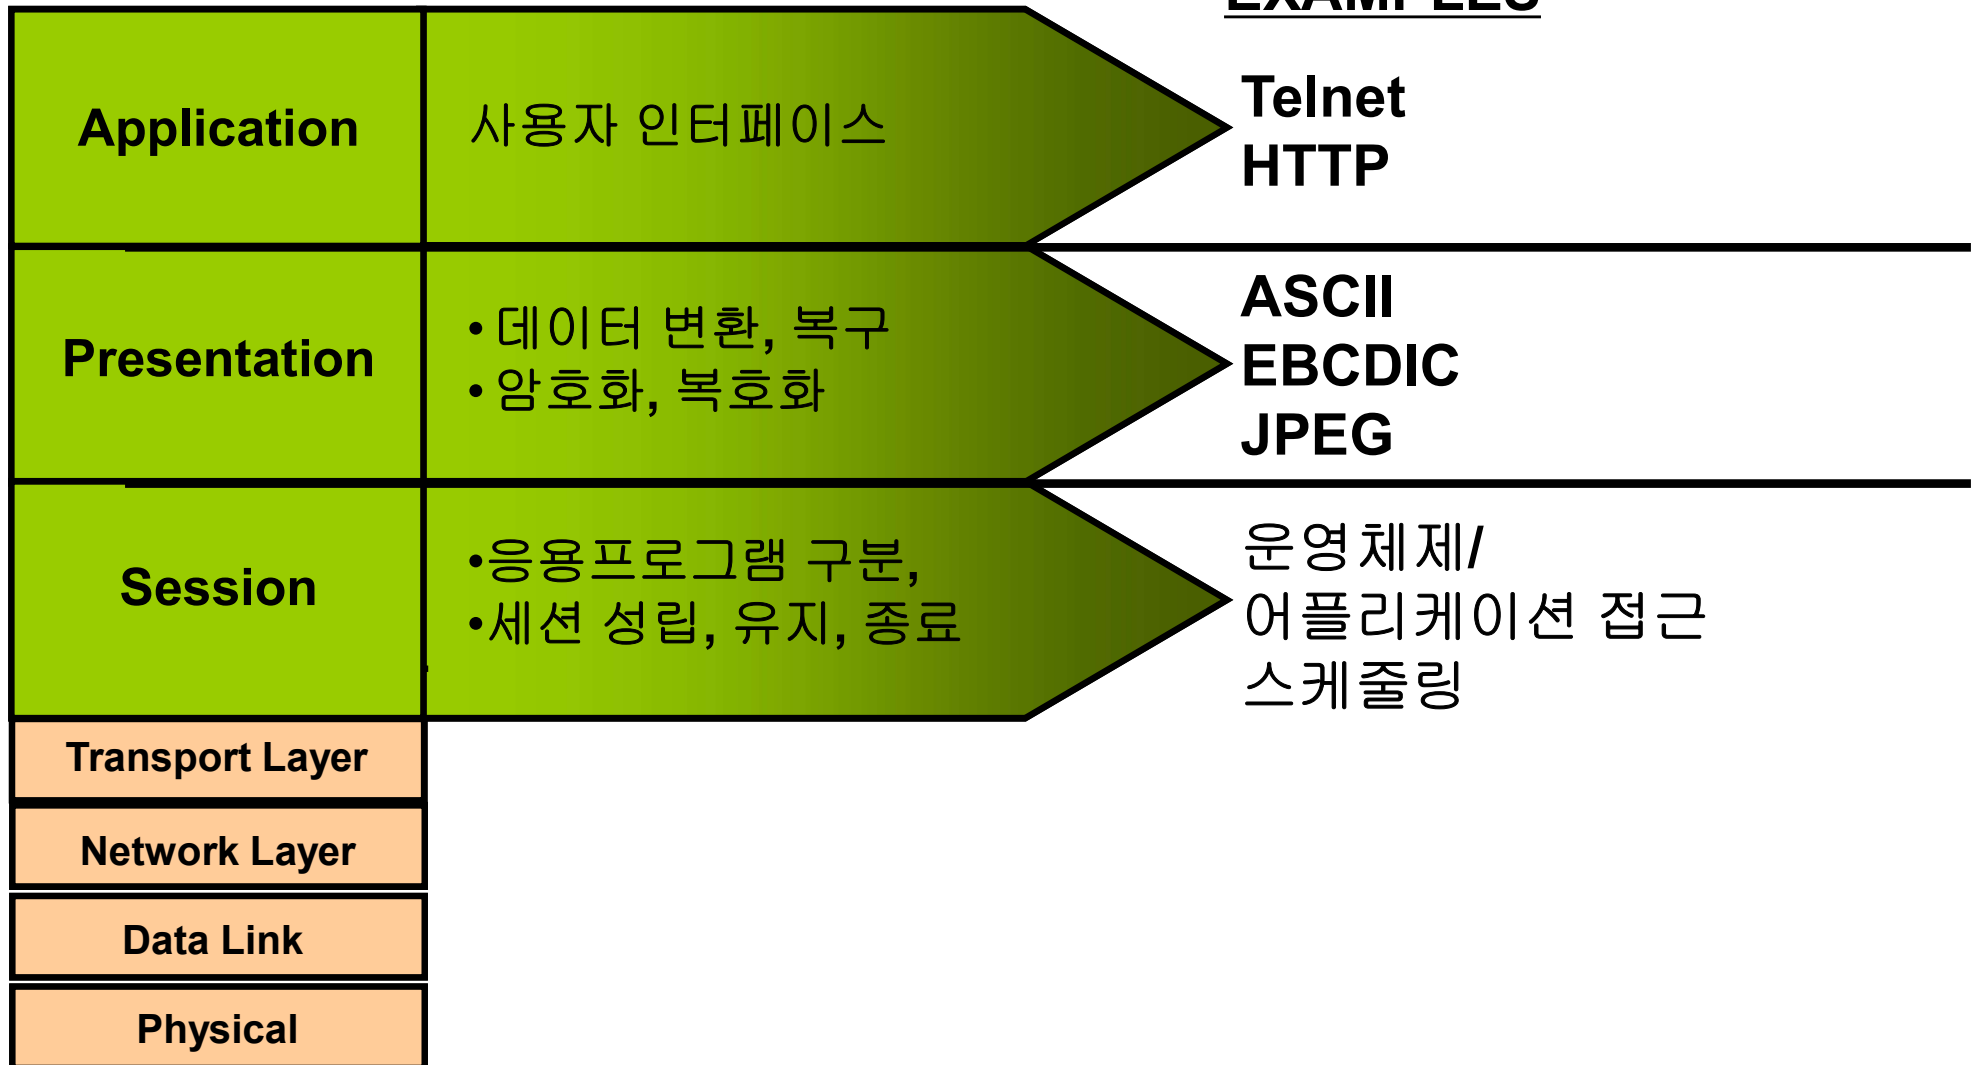 EXAMPLES
Application
사용자 인터페이스
Telnet
HTTP
Presentation
• 데이터 변환, 복구
• 암호화, 복호화
ASCII
EBCDIC
JPEG
Session
•응용프로그램 구분,
•세션 성립, 유지, 종료
운영체제/
어플리케이션 접근
스케줄링
Transport Layer
Network Layer
Data Link
Physical